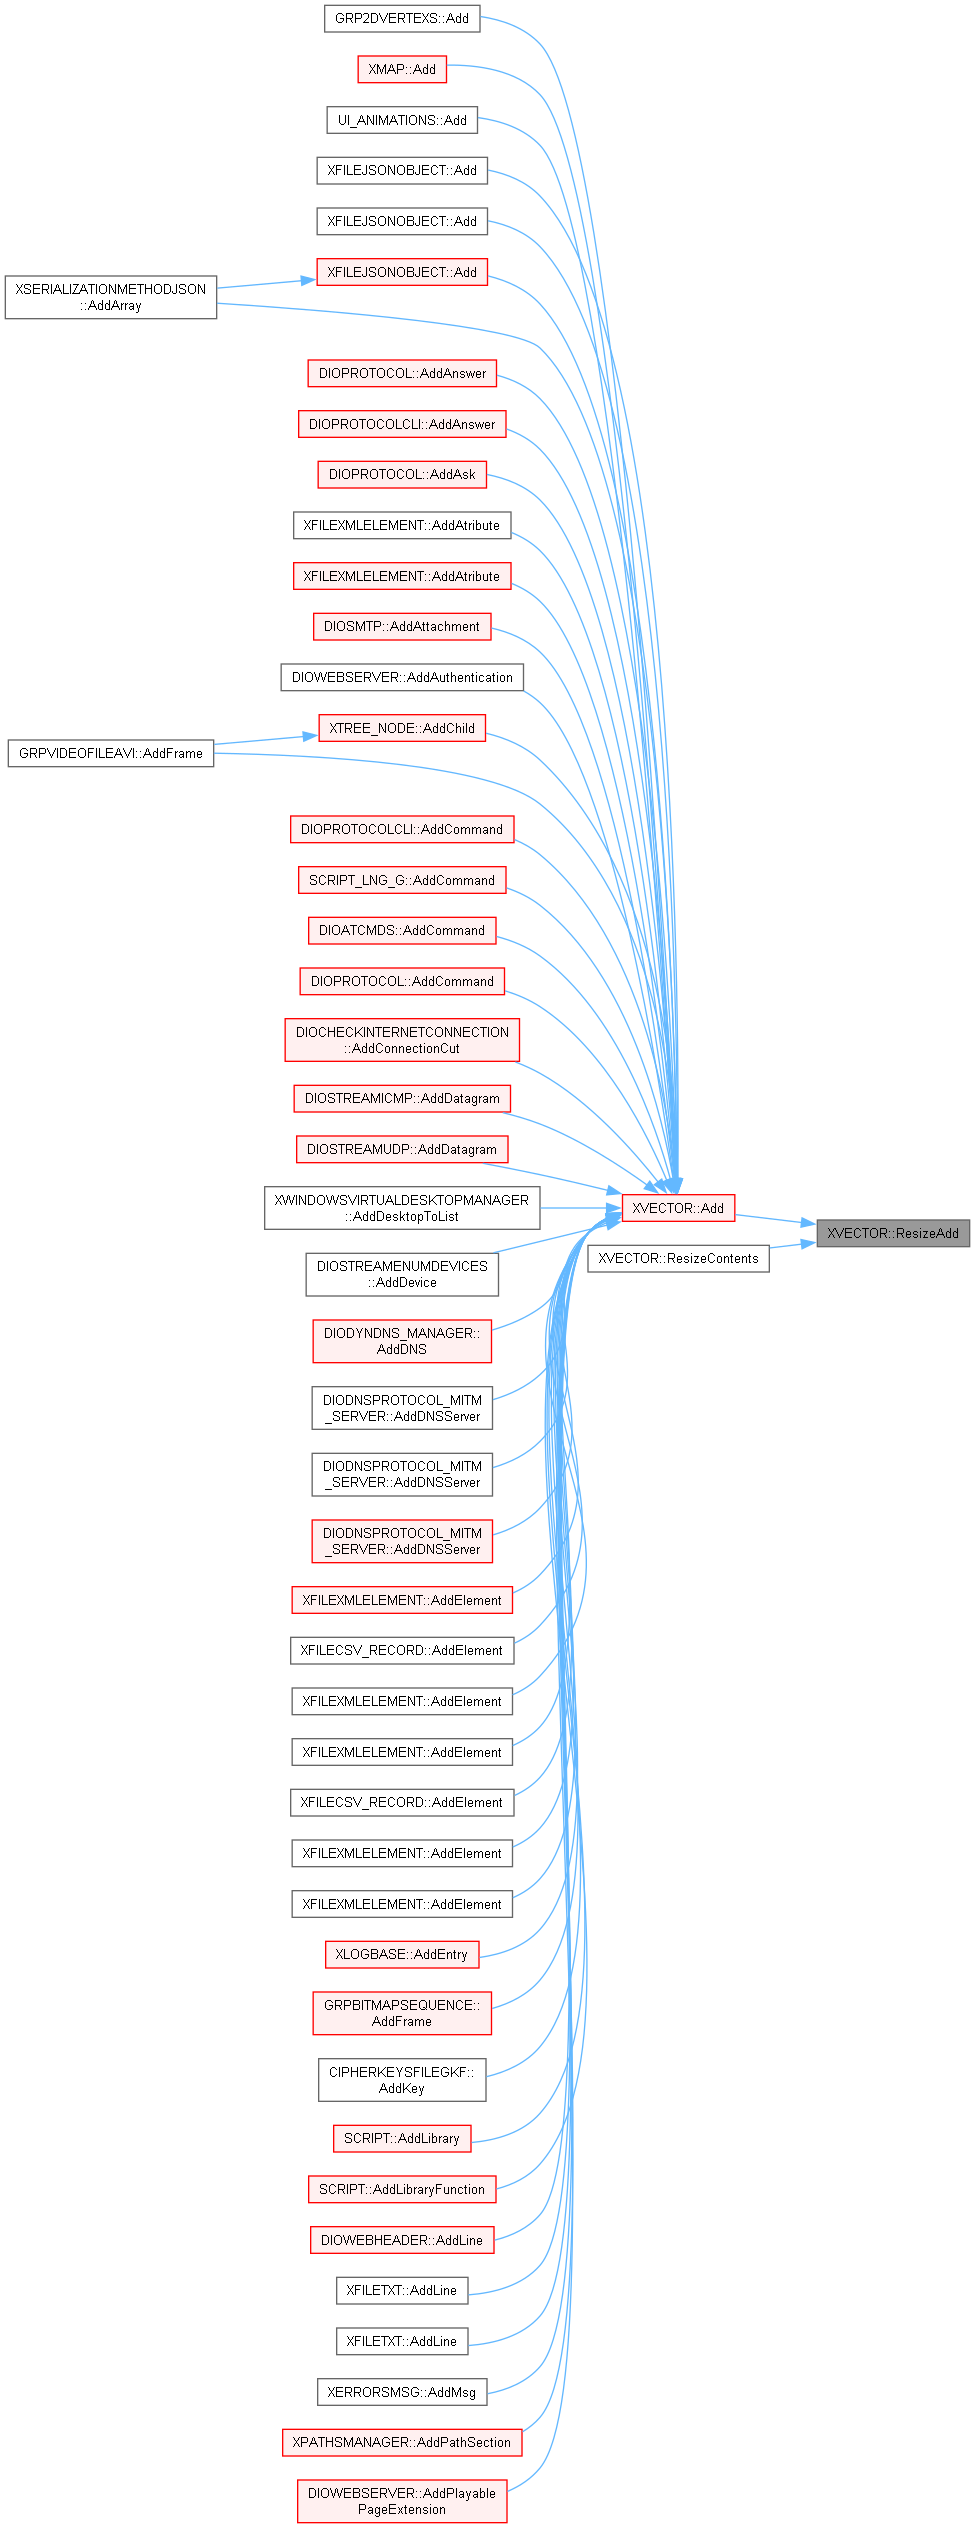 GRP2DVERTEXS::Add
XMAP::Add
UI_ANIMATIONS::Add
XFILEJSONOBJECT::Add
XFILEJSONOBJECT::Add
XFILEJSONOBJECT::Add
XSERIALIZATIONMETHODJSON
::AddArray
DIOPROTOCOL::AddAnswer
DIOPROTOCOLCLI::AddAnswer
DIOPROTOCOL::AddAsk
XFILEXMLELEMENT::AddAtribute
XFILEXMLELEMENT::AddAtribute
DIOSMTP::AddAttachment
DIOWEBSERVER::AddAuthentication
XTREE_NODE::AddChild
GRPVIDEOFILEAVI::AddFrame
DIOPROTOCOLCLI::AddCommand
SCRIPT_LNG_G::AddCommand
DIOATCMDS::AddCommand
DIOPROTOCOL::AddCommand
DIOCHECKINTERNETCONNECTION
::AddConnectionCut
DIOSTREAMICMP::AddDatagram
DIOSTREAMUDP::AddDatagram
XWINDOWSVIRTUALDESKTOPMANAGER
::AddDesktopToList
XVECTOR::Add
XVECTOR::ResizeAdd
XVECTOR::ResizeContents
DIOSTREAMENUMDEVICES
::AddDevice
DIODYNDNS_MANAGER::
AddDNS
DIODNSPROTOCOL_MITM
_SERVER::AddDNSServer
DIODNSPROTOCOL_MITM
_SERVER::AddDNSServer
DIODNSPROTOCOL_MITM
_SERVER::AddDNSServer
XFILEXMLELEMENT::AddElement
XFILECSV_RECORD::AddElement
XFILEXMLELEMENT::AddElement
XFILEXMLELEMENT::AddElement
XFILECSV_RECORD::AddElement
XFILEXMLELEMENT::AddElement
XFILEXMLELEMENT::AddElement
XLOGBASE::AddEntry
GRPBITMAPSEQUENCE::
AddFrame
CIPHERKEYSFILEGKF::
AddKey
SCRIPT::AddLibrary
SCRIPT::AddLibraryFunction
DIOWEBHEADER::AddLine
XFILETXT::AddLine
XFILETXT::AddLine
XERRORSMSG::AddMsg
XPATHSMANAGER::AddPathSection
DIOWEBSERVER::AddPlayable
PageExtension